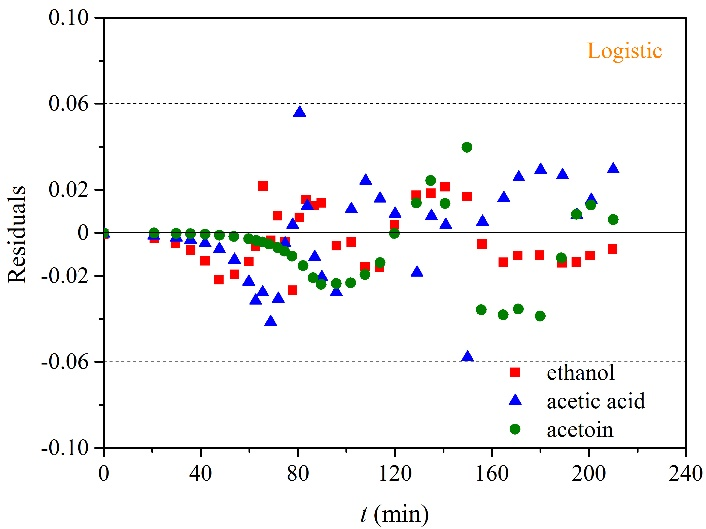 0.10
Logistic
0.06
0.02
0
-0.02
-0.06
-0.10
Residuals
ethanol
acetic acid
acetoin
0 40 80 120 160 200 240
t (min)